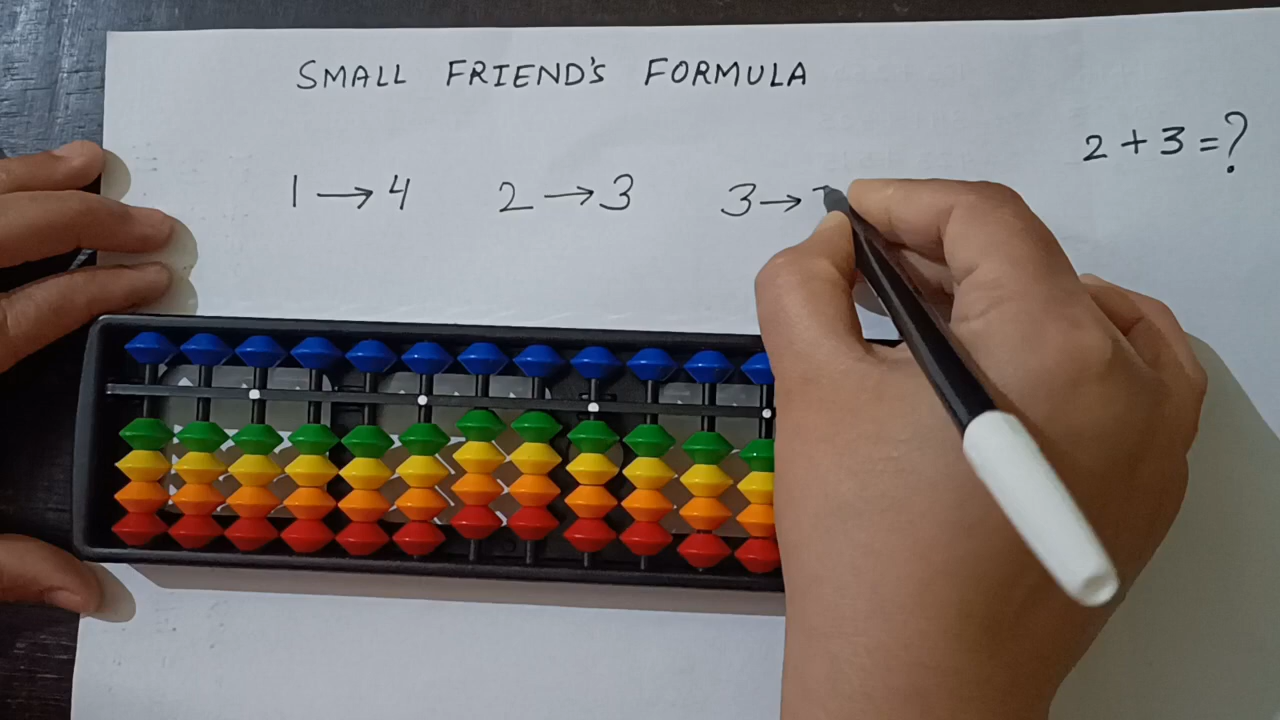 SMALL FRIEND'S FORMULA
2 + 3 = ?
1 → 4 2 → 3 3 →